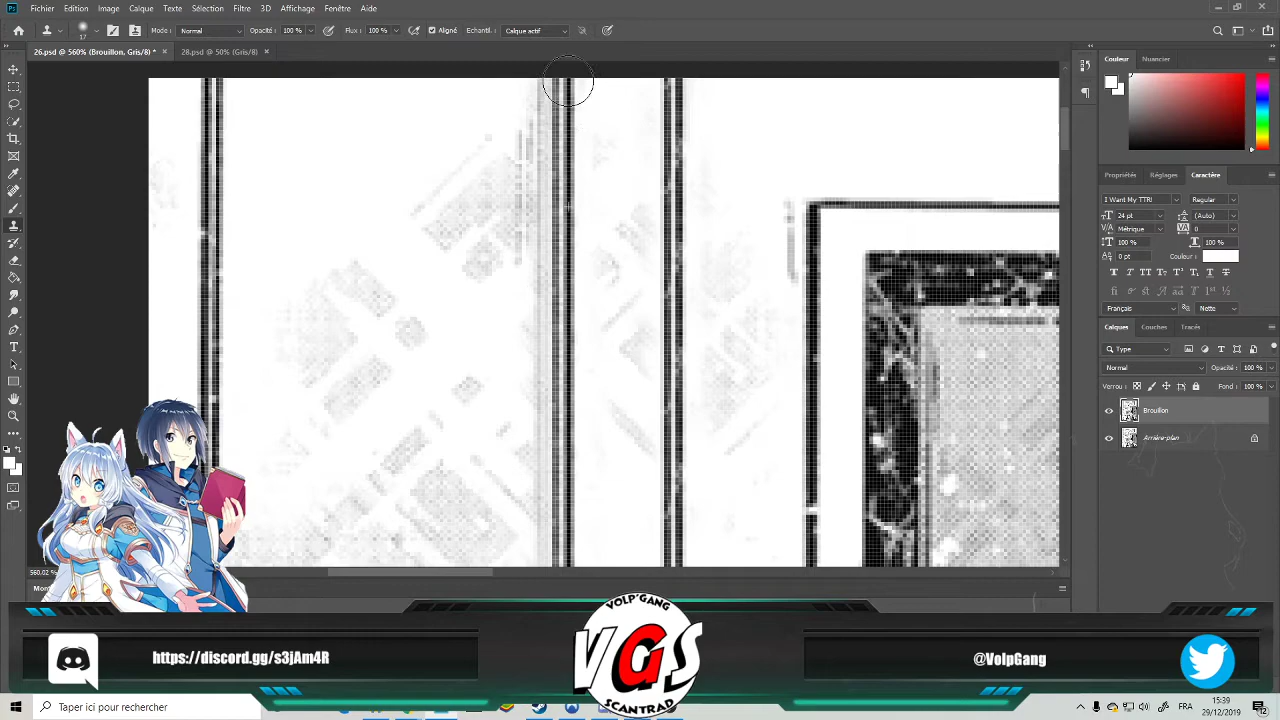 Fichier Edition Image Calque Texte Sélection Filtre 3D Affichage Fenêtre Aide
17 Mode : Normal Opacité : 100 % Flux : 100 % Aligné Echantil. : Calque actif
26.psd @ 560% (Brouillon, Gris/8) * × 28.psd @ 50% (Gris/8) ×
Couleur Nuancier
Propriétés Réglages Caractère
I Want My TTR! Regular
24 pt (Auto)
Métrique 0
100 % 100 %
0 pt Couleur :
Français Nette
Calques Couches Tracés
Type
Normal Opacité : 100 %
Verrou : Fond : 100 %
Brouillon
Arrière-plan
560,02
VOLP'GANG
VGS
SCANTRAD
https://discord.gg/s3jAm4R
@VolpGang
Taper ici pour rechercher
FRA
15:39
29/12/2019